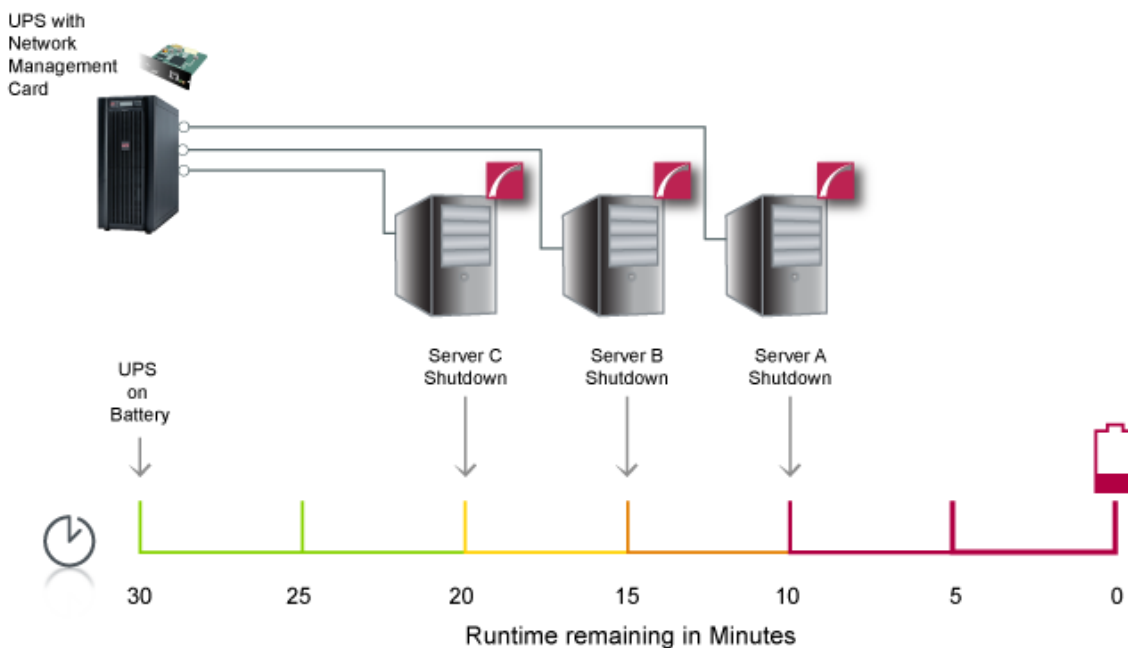 UPS with
Network
Management
Card
UPS
on
Battery
Server C
Shutdown
Server B
Shutdown
Server A
Shutdown
30 25 20 15 10 5 0
Runtime remaining in Minutes